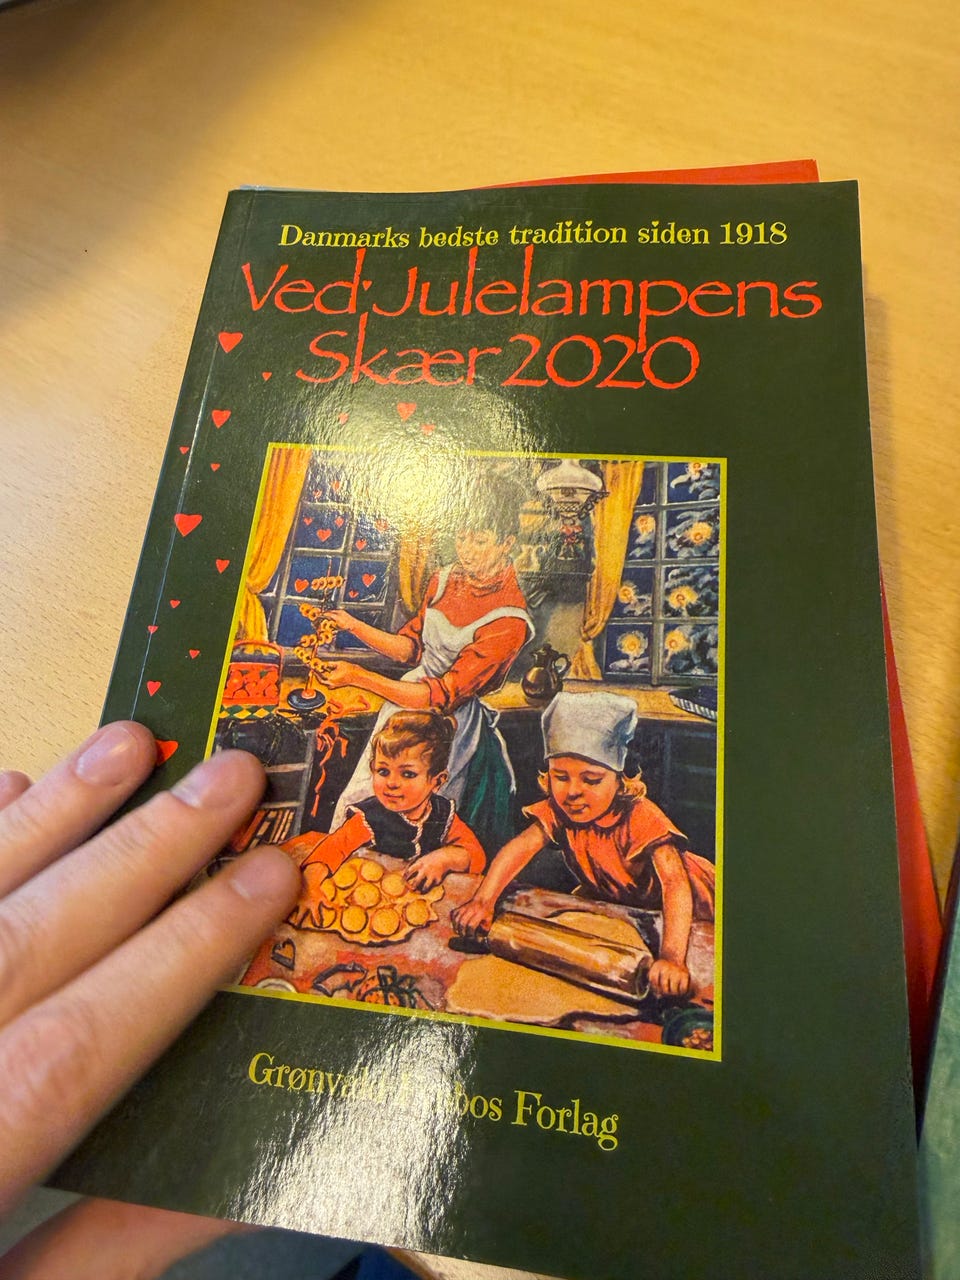 Danmarks bedste tradition siden 1918
Ved Julelampens
Skær 2020
Forlag